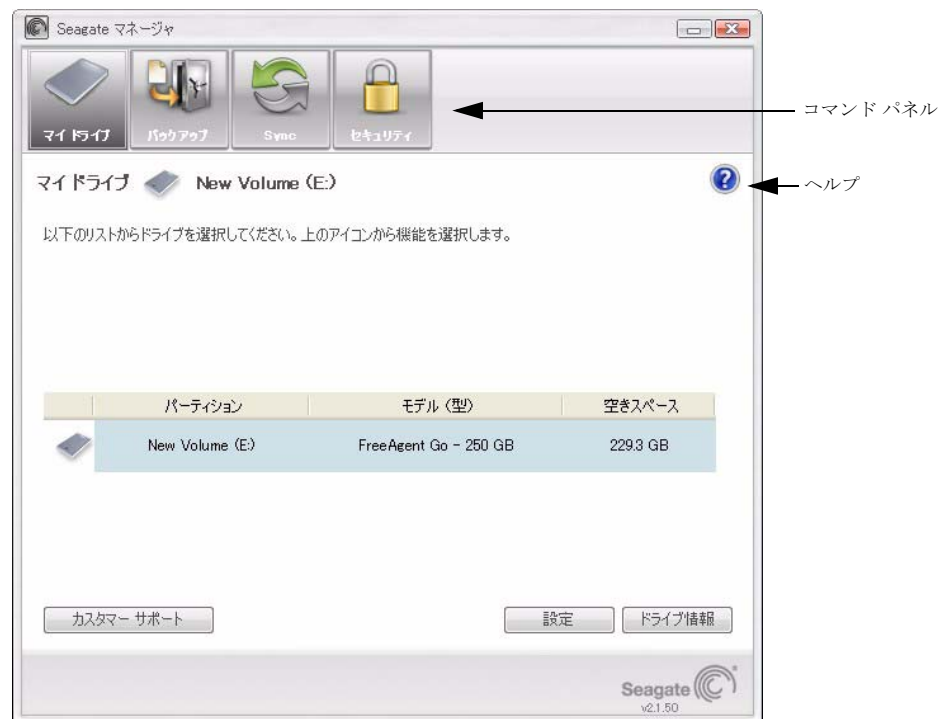 Seagate マネージャ
マイ ドライブ
バックアップ
Sync
セキュリティ
コマンド パネル
マイ ドライブ New Volume (E:)
ヘルプ
以下のリストからドライブを選択してください。上のアイコンから機能を選択します。
パーティション モデル (型) 空きスペース
New Volume (E:) FreeAgent Go - 250 GB 229.3 GB
カスタマー サポート 設定 ドライブ情報
Seagate
v2.1.50